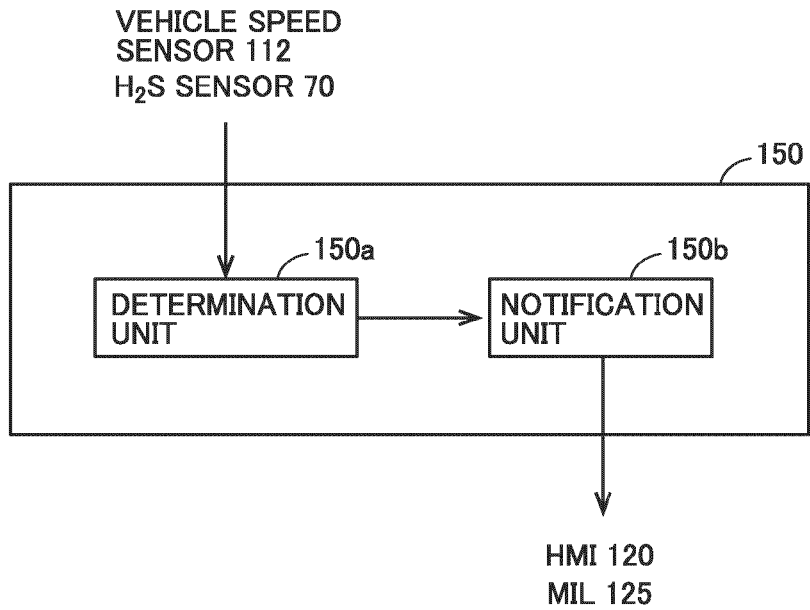 VEHICLE SPEED
SENSOR 112
H₂S SENSOR 70
150
150a
150b
DETERMINATION
UNIT
NOTIFICATION
UNIT
HMI 120
MIL 125